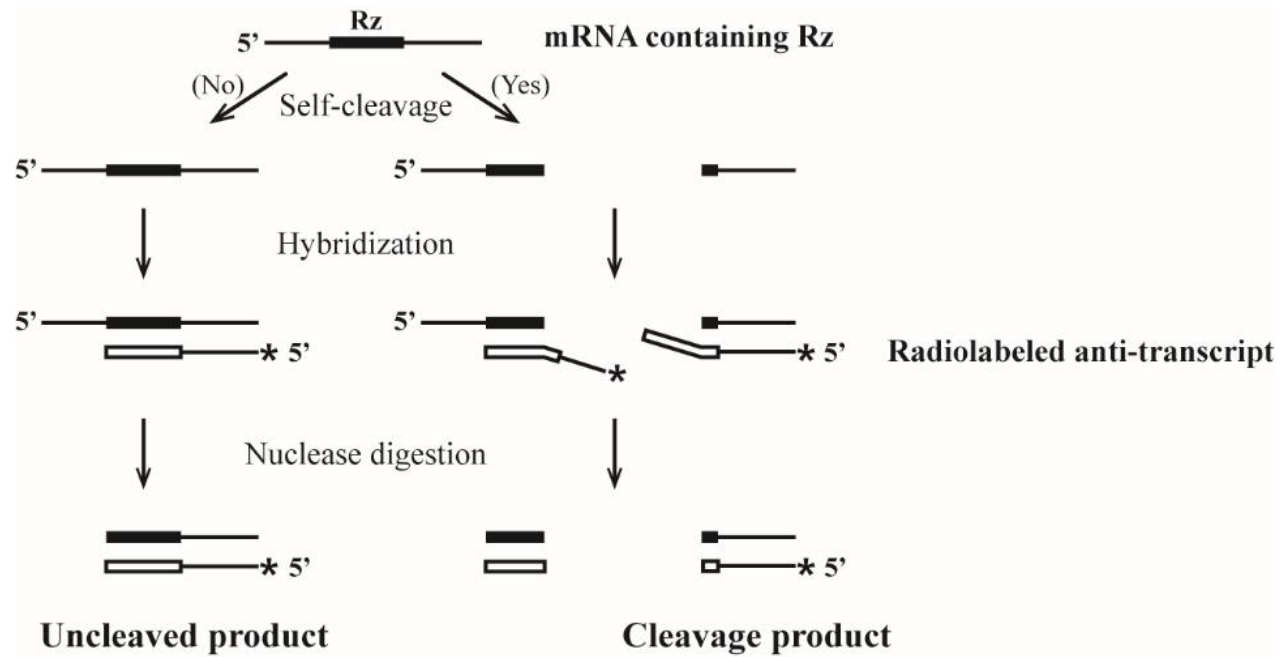 Rz
5’
mRNA containing Rz
(No)
(Yes)
Self-cleavage
5’
5’
Hybridization
5’
5’
* 5’
*
* 5’
Radiolabeled anti-transcript
Nuclease digestion
* 5’
* 5’
Uncleaved product
Cleavage product